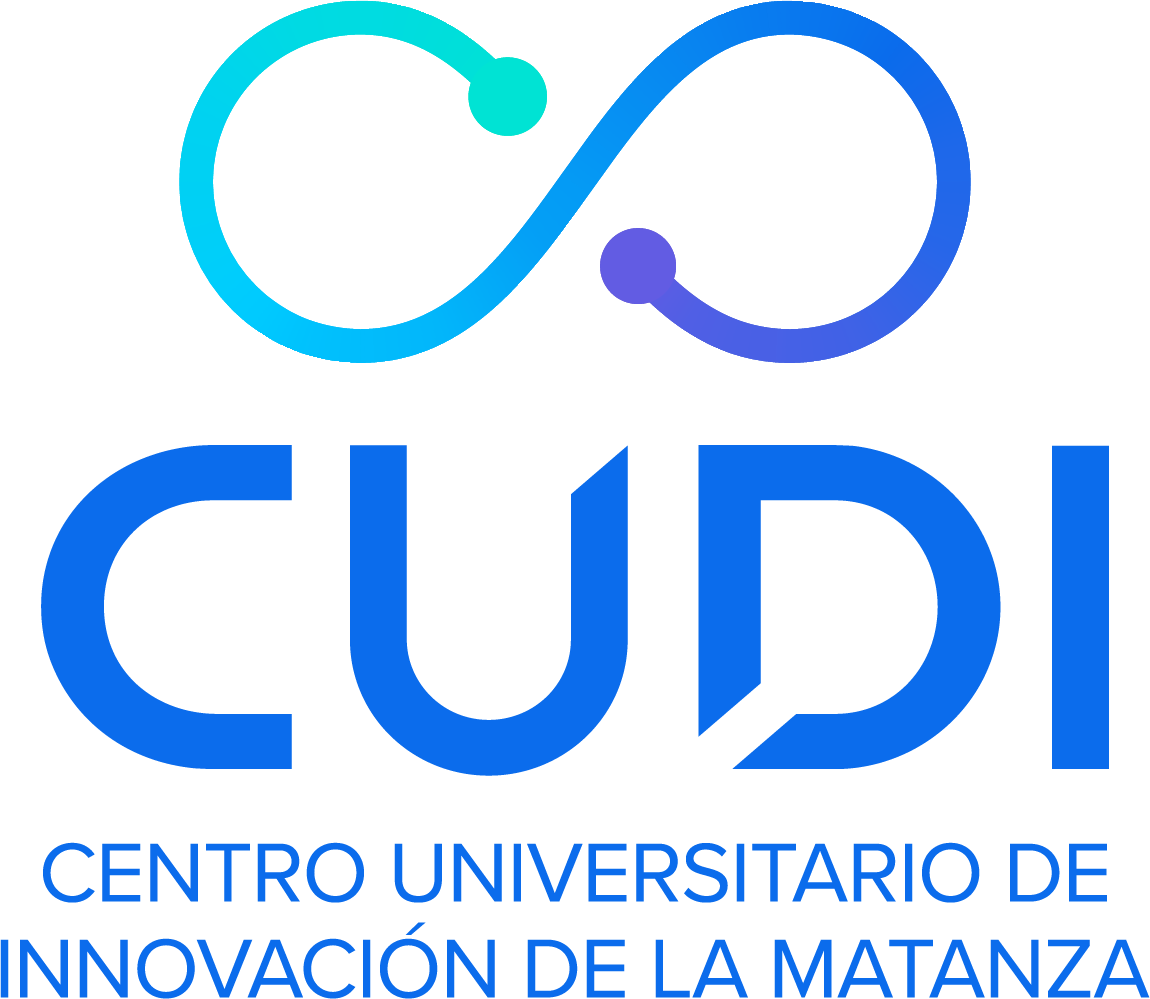 CUDI
CENTRO UNIVERSITARIO DE
INNOVACIÓN DE LA MATANZA